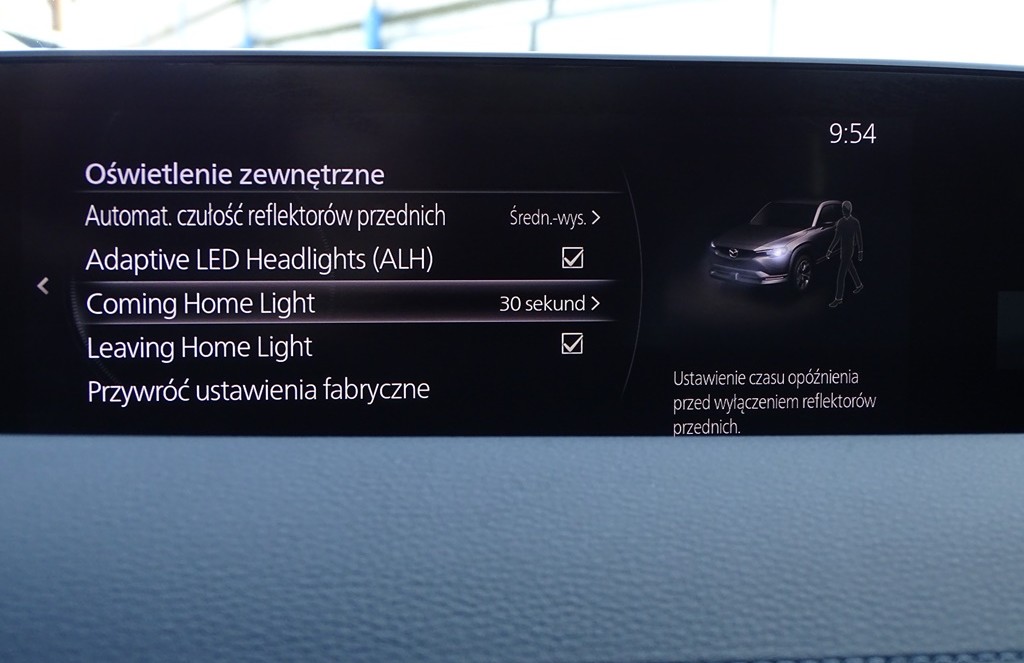 9:54
Oświetlenie zewnętrzne
Automat. czułość reflektorów przednich Średn.-wys. >
Adaptive LED Headlights (ALH)
Coming Home Light 30 sekund >
Leaving Home Light
Przywróć ustawienia fabryczne
Ustawienie czasu opóźnienia
przed wyłączeniem reflektorów
przednich.